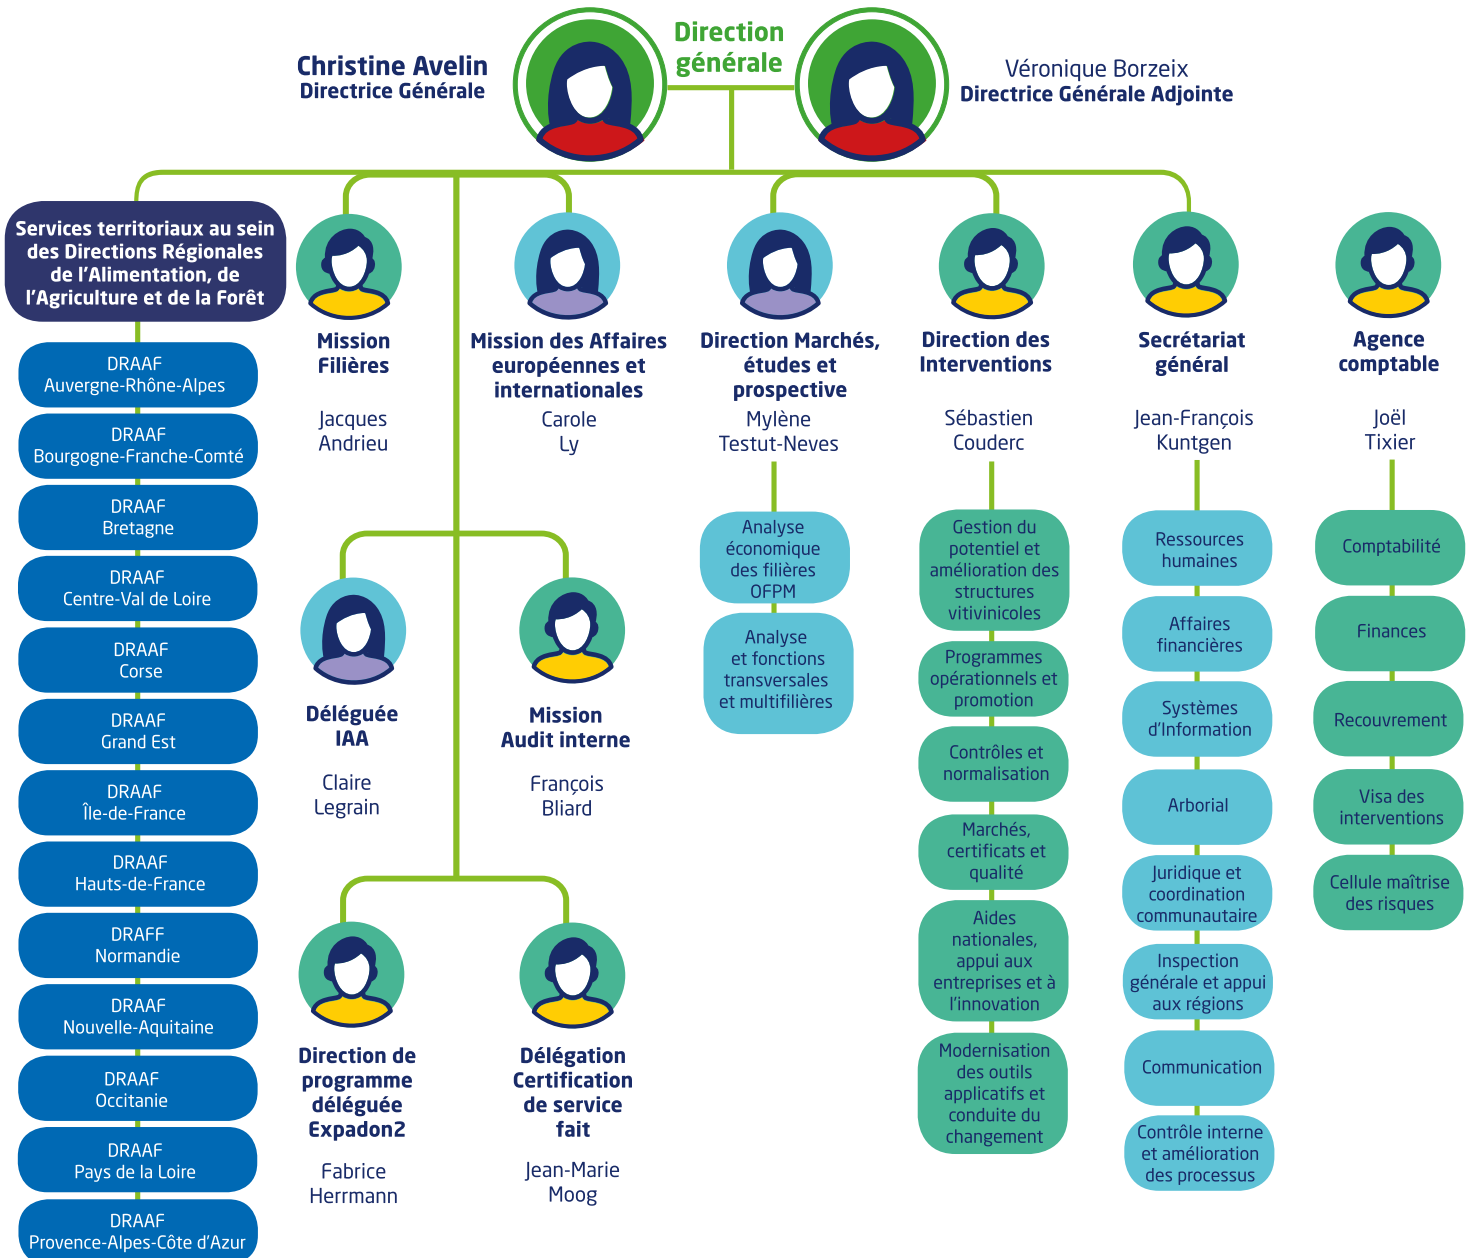 Direction
générale
Christine Avelin
Directrice Générale
Véronique Borzeix
Directrice Générale Adjointe
Services territoriaux au sein
des Directions Régionales
de l'Alimentation, de
l'Agriculture et de la Forêt
DRAAF
Auvergne-Rhône-Alpes
DRAAF
Bourgogne-Franche-Comté
DRAAF
Bretagne
DRAAF
Centre-Val de Loire
DRAAF
Corse
DRAAF
Grand Est
DRAAF
Île-de-France
DRAAF
Hauts-de-France
DRAFF
Normandie
DRAAF
Nouvelle-Aquitaine
DRAAF
Occitanie
DRAAF
Pays de la Loire
DRAAF
Provence-Alpes-Côte d'Azur
Mission
Filières
Jacques
Andrieu
Mission des Affaires
européennes et
internationales
Carole
Ly
Déléguée
IAA
Claire
Legrain
Mission
Audit interne
François
Bliard
Direction de
programme
déléguée
Expadon2
Fabrice
Herrmann
Délégation
Certification
de service
fait
Jean-Marie
Moog
Direction Marchés,
études et
prospective
Mylène
Testut-Neves
Analyse
économique
des filières
OFPM
Analyse
et fonctions
transversales
et multifilières
Direction des
Interventions
Sébastien
Couderc
Gestion du
potentiel et
amélioration des
structures
vitivinicoles
Programmes
opérationnels et
promotion
Contrôles et
normalisation
Marchés,
certificats et
qualité
Aides
nationales,
appui aux
entreprises et à
l'innovation
Modernisation
des outils
applicatifs et
conduite du
changement
Secrétariat
général
Jean-François
Kuntgen
Ressources
humaines
Affaires
financières
Systèmes
d'Information
Arborial
Juridique et
coordination
communautaire
Inspection
générale et appui
aux régions
Communication
Contrôle interne
et amélioration
des processus
Agence
comptable
Joël
Tixier
Comptabilité
Finances
Recouvrement
Visa des
interventions
Cellule maîtrise
des risques